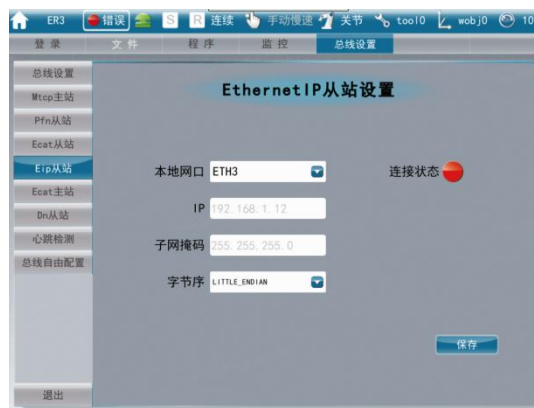 ER3 错误 S R 连续 手动慢速 关节 tool0 wobj0 10
登录 文件 程序 监控 总线设置
总线设置
Mtcp主站
Pfn从站
Ecat从站
Eip从站
Ecat主站
Dn从站
心跳检测
总线自由配置
退出
EthernetIP从站设置
本地网口 ETH3
连接状态
IP 192.168.1.12
子网掩码 255.255.255.0
字节序 LITTLE_ENDIAN
保存